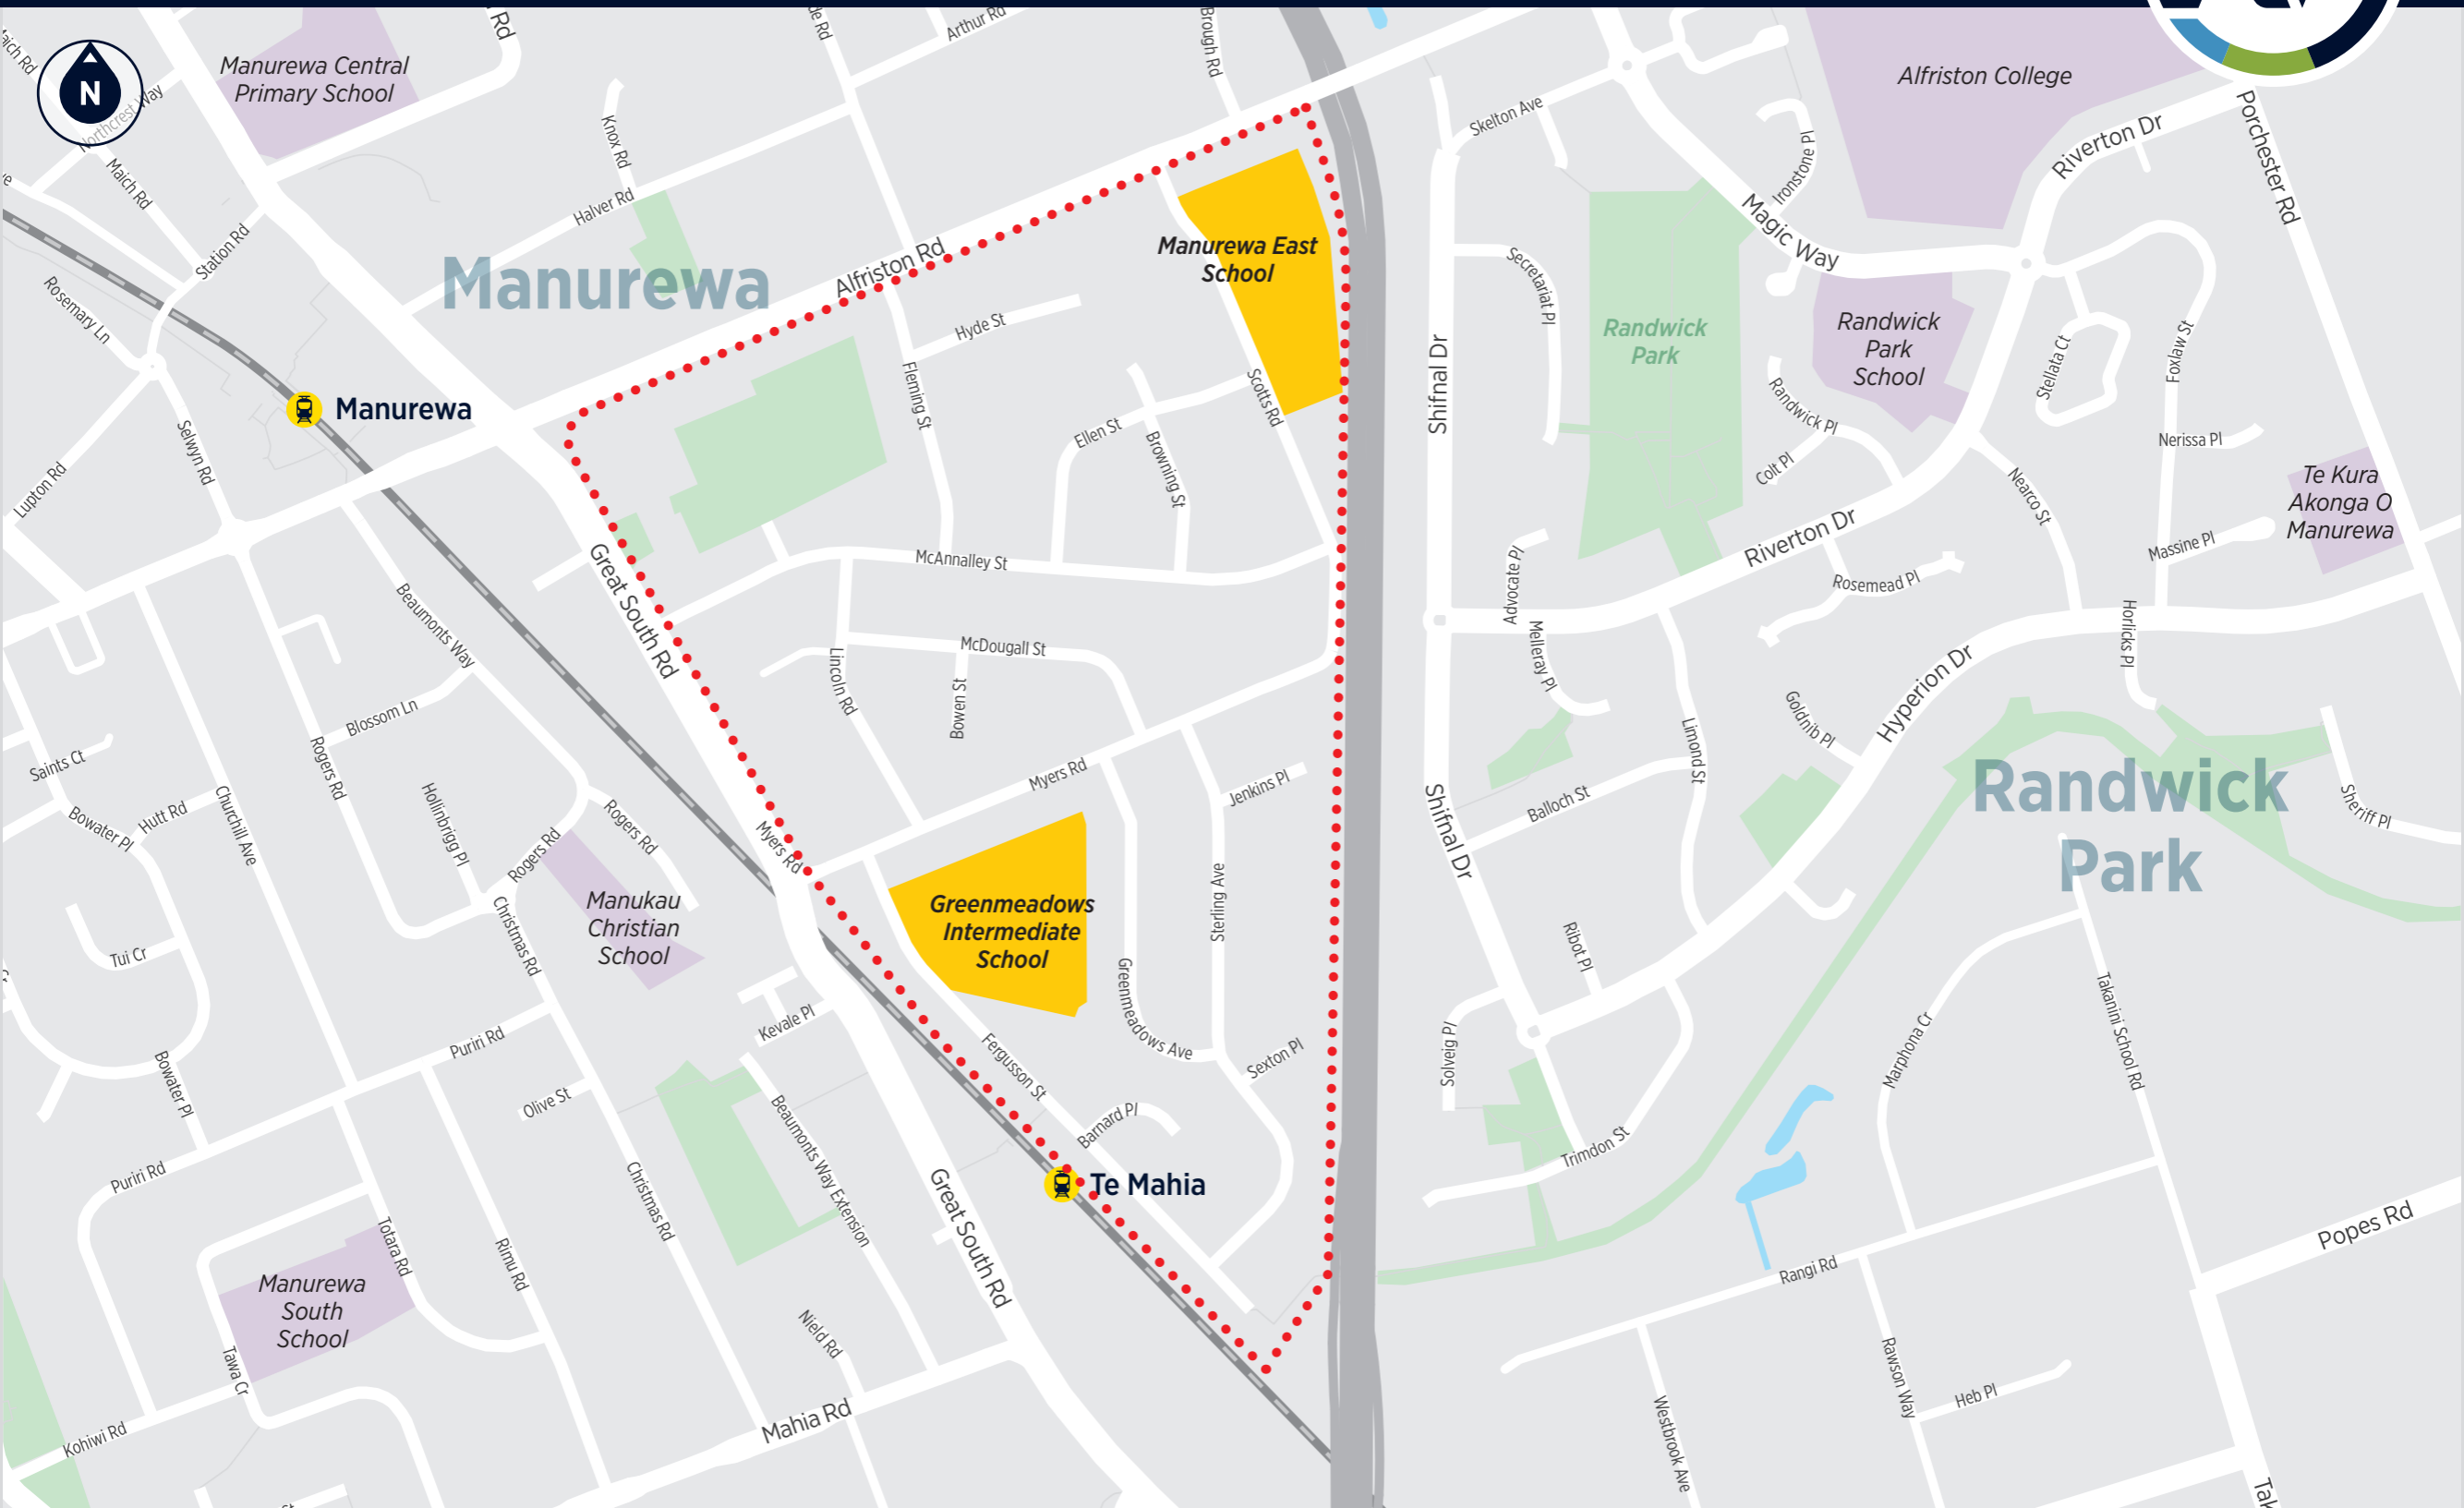 Manurewa Central
Primary School
Rd
Arthur Rd
Brough Rd
Alfriston College
N
Northcrest Way
Maich Rd
Maich Rd
Knox Rd
Skelton Ave
Ironstone Pl
Riverton Dr
Porchester Rd
Halver Rd
Station Rd
Magic Way
Manurewa
Alfriston Rd
Manurewa East
School
Secretariat Pl
Rosemary Ln
Hyde St
Shifnal Dr
Randwick
Park
Randwick
Park
School
Stellata Ct
Foxlaw St
Manurewa
Fleming St
Scotts Rd
Randwick Pl
Selwyn Rd
Ellen St
Browning St
Colt Pl
Nerissa Pl
Lupton Rd
Nearco St
Te Kura
Akonga O
Manurewa
Riverton Dr
Massine Pl
Great South Rd
McAnnalley St
Advocate Pl
Rosemead Pl
Beaumonts Way
Melleray Pl
Horlicks Pl
McDougall St
Lincoln Rd
Bowen St
Hyperion Dr
Goldnib Pl
Blossom Ln
Limond St
Saints Ct
Rogers Rd
Myers Rd
Jenkins Pl
Balloch St
Randwick
Park
Sheriff Pl
Bowater Pl
Hutt Rd
Churchill Ave
Hollinbrigg Pl
Rogers Rd
Rogers Rd
Myers Rd
Shifnal Dr
Manukau
Christian
School
Greenmeadows
Intermediate
School
Sterling Ave
Christmas Rd
Ribot Pl
Tui Cr
Greenmeadows Ave
Takanini School Rd
Kevale Pl
Puriri Rd
Fergusson St
Sexton Pl
Solveig Pl
Marphona Cr
Bowater Pl
Olive St
Barnard Pl
Beaumonts Way Extension
Trimdon St
Puriri Rd
Christmas Rd
Te Mahia
Great South Rd
Popes Rd
Totara Rd
Rimu Rd
Rangi Rd
Manurewa
South
School
Nield Rd
Tawa Cr
Rawson Way
Heb Pl
Westbrook Ave
Mahia Rd
Kohiwi Rd